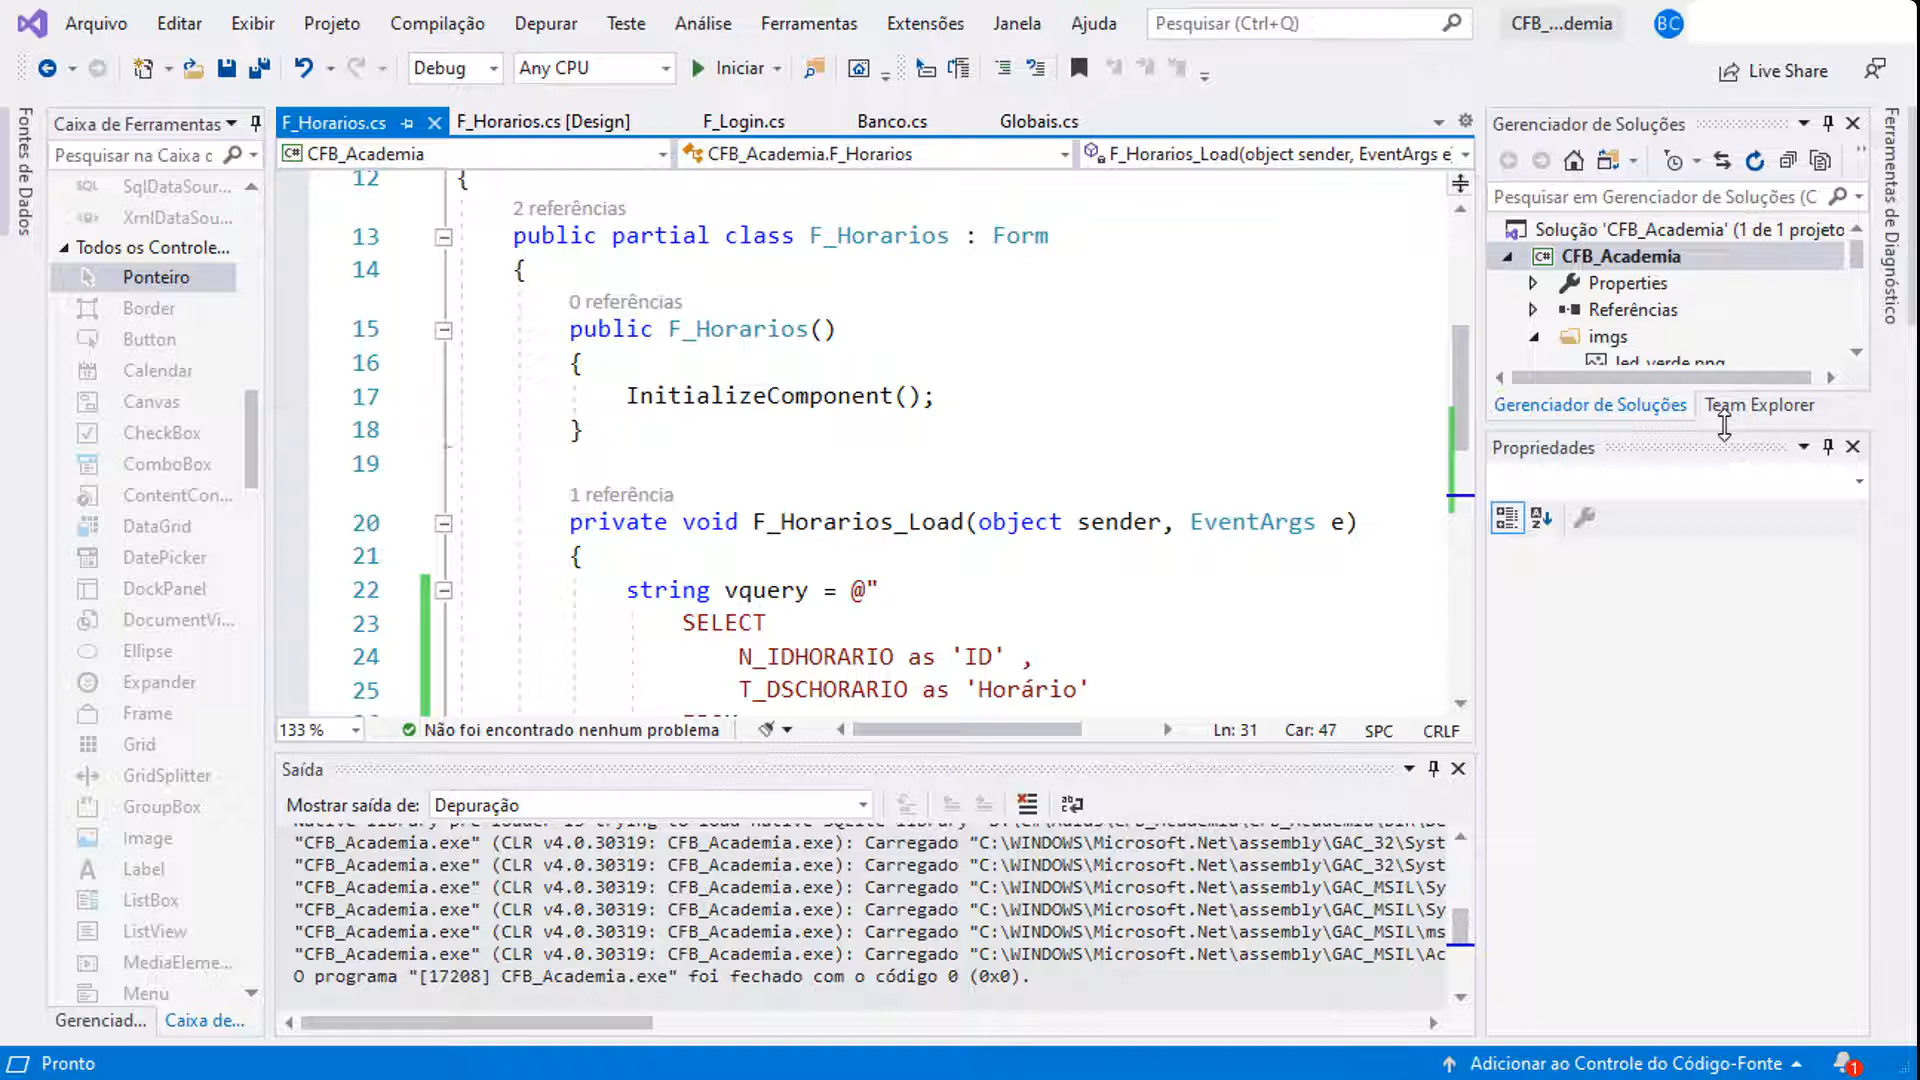 Arquivo Editar Exibir Projeto Compilação Depurar Teste Análise Ferramentas Extensões Janela Ajuda Pesquisar (Ctrl+Q) CFB_...demia BC
Debug Any CPU Iniciar Live Share
Fontes de Dados
Caixa de Ferramentas
Pesquisar na Caixa c
SqlDataSour...
XmlDataSou...
Todos os Controle...
Ponteiro
Border
Button
Calendar
Canvas
CheckBox
ComboBox
ContentCon...
DataGrid
DatePicker
DockPanel
DocumentVi...
Ellipse
Expander
Frame
Grid
GridSplitter
GroupBox
Image
Label
ListBox
ListView
MediaEleme...
Menu
Gerenciad... Caixa de...
F_Horarios.cs F_Horarios.cs [Design] F_Login.cs Banco.cs Globais.cs
CFB_Academia CFB_Academia.F_Horarios F_Horarios_Load(object sender, EventArgs e
12 {
2 referências
13 public partial class F_Horarios : Form
14 {
0 referências
15 public F_Horarios()
16 {
17 InitializeComponent();
18 }
19
1 referência
20 private void F_Horarios_Load(object sender, EventArgs e)
21 {
22 string vquery = @"
23 SELECT
24 N_IDHORARIO as 'ID' ,
25 T_DSCHORARIO as 'Horário'
133 % Não foi encontrado nenhum problema Ln: 31 Car: 47 SPC CRLF
Saída
Mostrar saída de: Depuração
"CFB_Academia.exe" (CLR v4.0.30319: CFB_Academia.exe): Carregado "C:\WINDOWS\Microsoft.Net\assembly\GAC_32\Syst
"CFB_Academia.exe" (CLR v4.0.30319: CFB_Academia.exe): Carregado "C:\WINDOWS\Microsoft.Net\assembly\GAC_32\Syst
"CFB_Academia.exe" (CLR v4.0.30319: CFB_Academia.exe): Carregado "C:\WINDOWS\Microsoft.Net\assembly\GAC_MSIL\Sy
"CFB_Academia.exe" (CLR v4.0.30319: CFB_Academia.exe): Carregado "C:\WINDOWS\Microsoft.Net\assembly\GAC_MSIL\Sy
"CFB_Academia.exe" (CLR v4.0.30319: CFB_Academia.exe): Carregado "C:\WINDOWS\Microsoft.Net\assembly\GAC_MSIL\ms
"CFB_Academia.exe" (CLR v4.0.30319: CFB_Academia.exe): Carregado "C:\WINDOWS\Microsoft.Net\assembly\GAC_MSIL\Ac
O programa "[17208] CFB_Academia.exe" foi fechado com o código 0 (0x0).
Gerenciador de Soluções
Pesquisar em Gerenciador de Soluções (C
Solução 'CFB_Academia' (1 de 1 projeto
C# CFB_Academia
Properties
Referências
imgs
led_verde.png
Gerenciador de Soluções Team Explorer
Propriedades
Ferramentas de Diagnóstico
Pronto Adicionar ao Controle do Código-Fonte 1